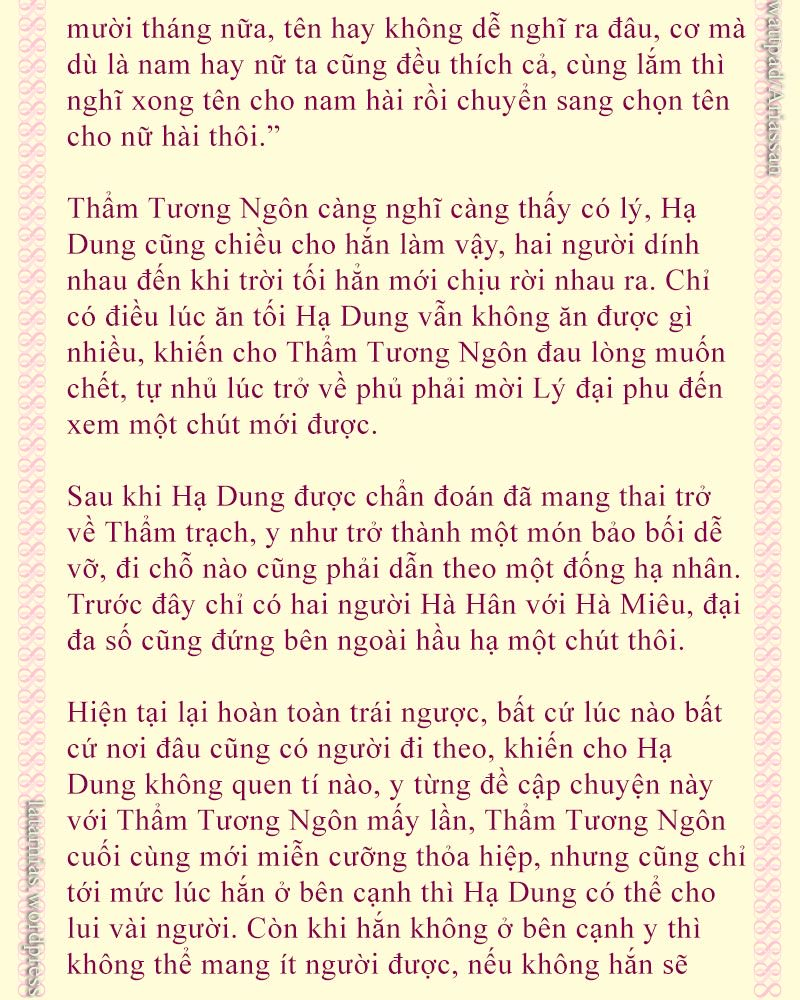 mười tháng nữa, tên hay không dễ nghĩ ra đâu, cơ mà
dù là nam hay nữ ta cũng đều thích cả, cùng lắm thì
nghĩ xong tên cho nam hài rồi chuyển sang chọn tên
cho nữ hài thôi.”
Thẩm Tương Ngôn càng nghĩ càng thấy có lý, Hạ
Dung cũng chiều cho hắn làm vậy, hai người dính
nhau đến khi trời tối hẳn mới chịu rời nhau ra. Chỉ
có điều lúc ăn tối Hạ Dung vẫn không ăn được gì
nhiều, khiến cho Thẩm Tương Ngôn đau lòng muốn
chết, tự nhủ lúc trở về phủ phải mời Lý đại phu đến
xem một chút mới được.
Sau khi Hạ Dung được chẩn đoán đã mang thai trở
về Thẩm trạch, y như trở thành một món bảo bối dễ
vỡ, đi chỗ nào cũng phải dẫn theo một đống hạ nhân.
Trước đây chỉ có hai người Hà Hân với Hà Miêu, đại
đa số cũng đứng bên ngoài hầu hạ một chút thôi.
Hiện tại lại hoàn toàn trái ngược, bất cứ lúc nào bất
cứ nơi đâu cũng có người đi theo, khiến cho Hạ
Dung không quen tí nào, y từng đề cập chuyện này
với Thẩm Tương Ngôn mấy lần, Thẩm Tương Ngôn
cuối cùng mới miễn cưỡng thỏa hiệp, nhưng cũng chỉ
tới mức lúc hắn ở bên cạnh thì Hạ Dung có thể cho
lui vài người. Còn khi hắn không ở bên cạnh y thì
không thể mang ít người được, nếu không hắn sẽ
wattpad/Ariassan